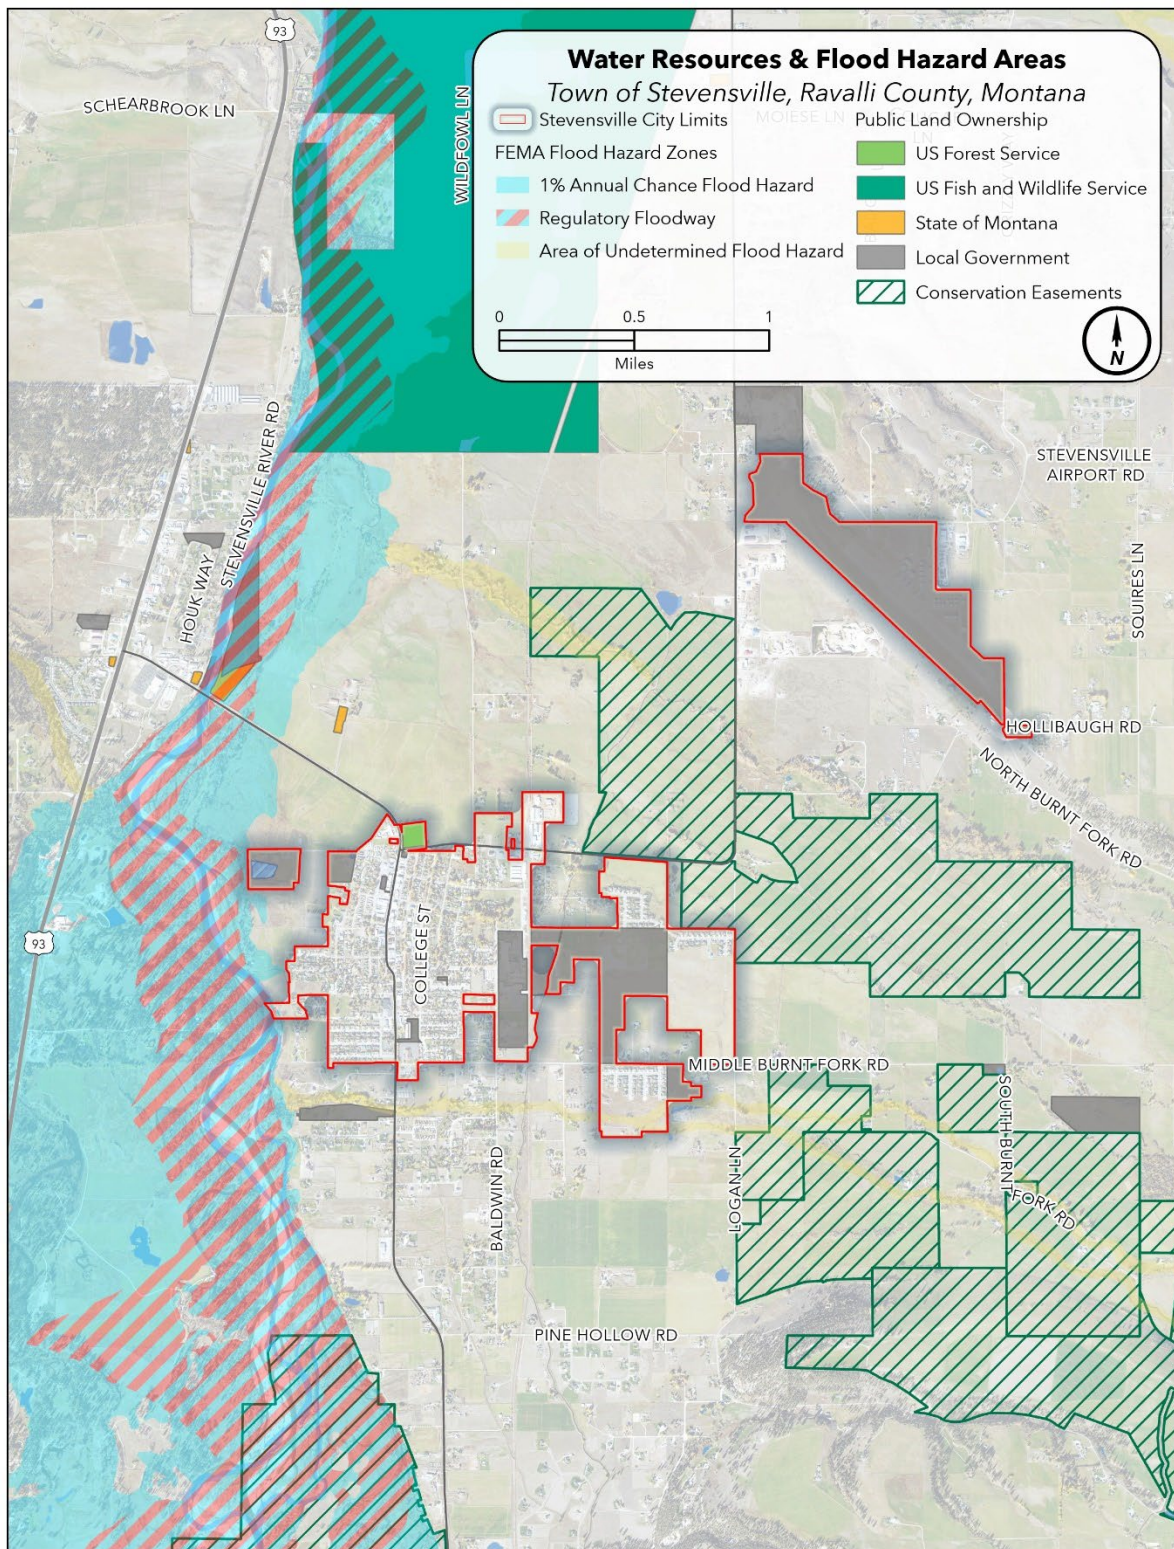 Water Resources & Flood Hazard Areas
Town of Stevensville, Ravalli County, Montana
Stevensville City Limits
FEMA Flood Hazard Zones
1% Annual Chance Flood Hazard
Regulatory Floodway
Area of Undetermined Flood Hazard
Public Land Ownership
US Forest Service
US Fish and Wildlife Service
State of Montana
Local Government
Conservation Easements
0 0.5 1
Miles
N
93
SCHEARBROOK LN
WILDFOWL LN
MOIESE LN
STEVENSVILLE
AIRPORT RD
STEVENSVILLE RIVER RD
HOUK WAY
SQUIRES LN
HOLLIBAUGH RD
NORTH BURNT FORK RD
93
COLLEGE ST
MIDDLE BURNT FORK RD
BALDWIN RD
LOGAN LN
SOUTH BURNT
FORK RD
PINE HOLLOW RD